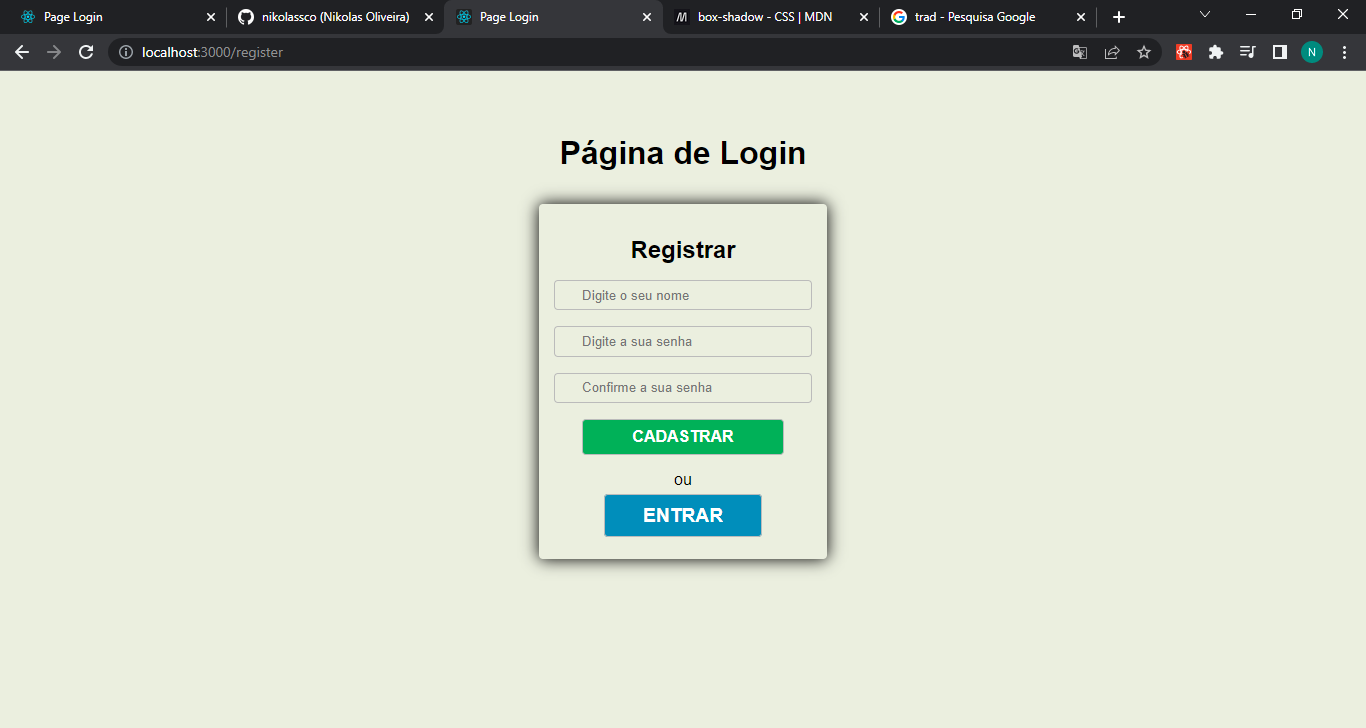 Page Login
nikolassco (Nikolas Oliveira)
Page Login
box-shadow - CSS | MDN
trad - Pesquisa Google
localhost:3000/register
N
Página de Login
Registrar
Digite o seu nome
Digite a sua senha
Confirme a sua senha
CADASTRAR
ou
ENTRAR